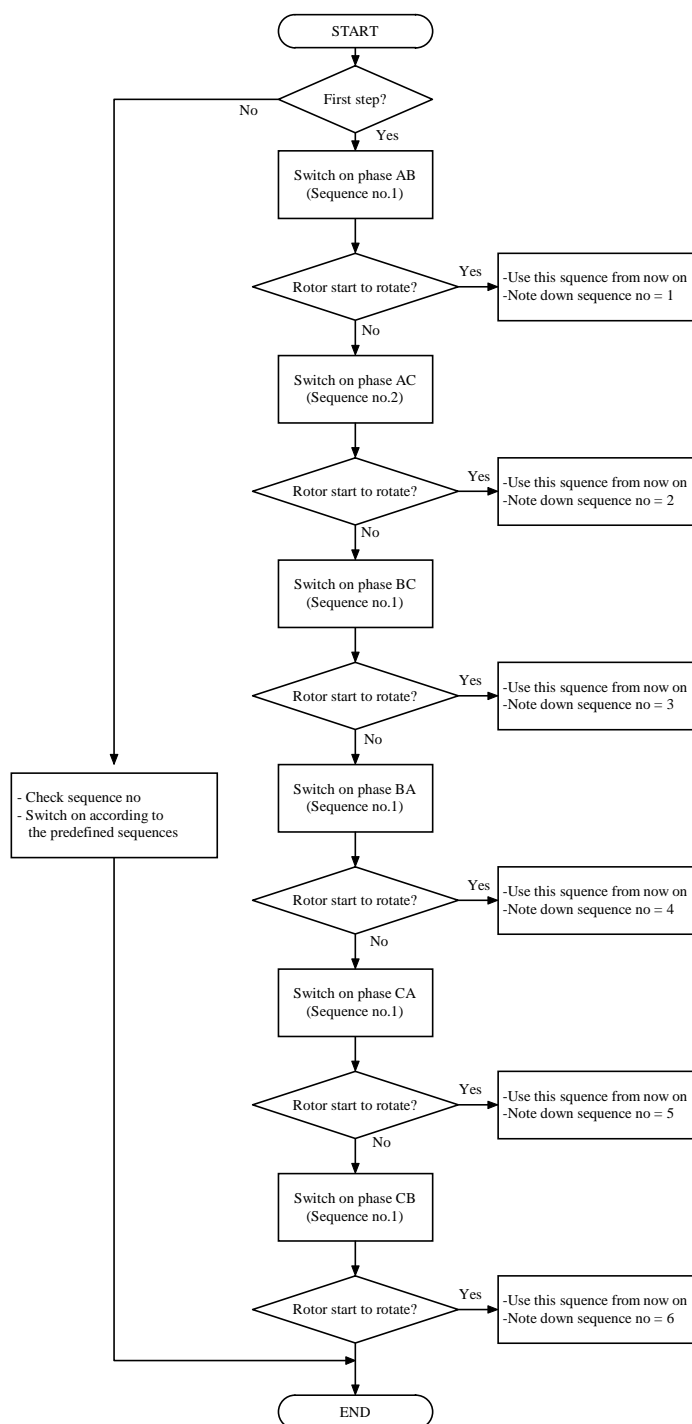 START
First step?
No
Yes
Switch on phase AB
(Sequence no.1)
Rotor start to rotate?
Yes
-Use this squence from now on
-Note down sequence no = 1
No
Switch on phase AC
(Sequence no.2)
Rotor start to rotate?
Yes
-Use this squence from now on
-Note down sequence no = 2
No
Switch on phase BC
(Sequence no.1)
Rotor start to rotate?
Yes
-Use this squence from now on
-Note down sequence no = 3
No
Switch on phase BA
(Sequence no.1)
- Check sequence no
- Switch on according to
the predefined sequences
Rotor start to rotate?
Yes
-Use this squence from now on
-Note down sequence no = 4
No
Switch on phase CA
(Sequence no.1)
Rotor start to rotate?
Yes
-Use this squence from now on
-Note down sequence no = 5
No
Switch on phase CB
(Sequence no.1)
Rotor start to rotate?
Yes
-Use this squence from now on
-Note down sequence no = 6
END